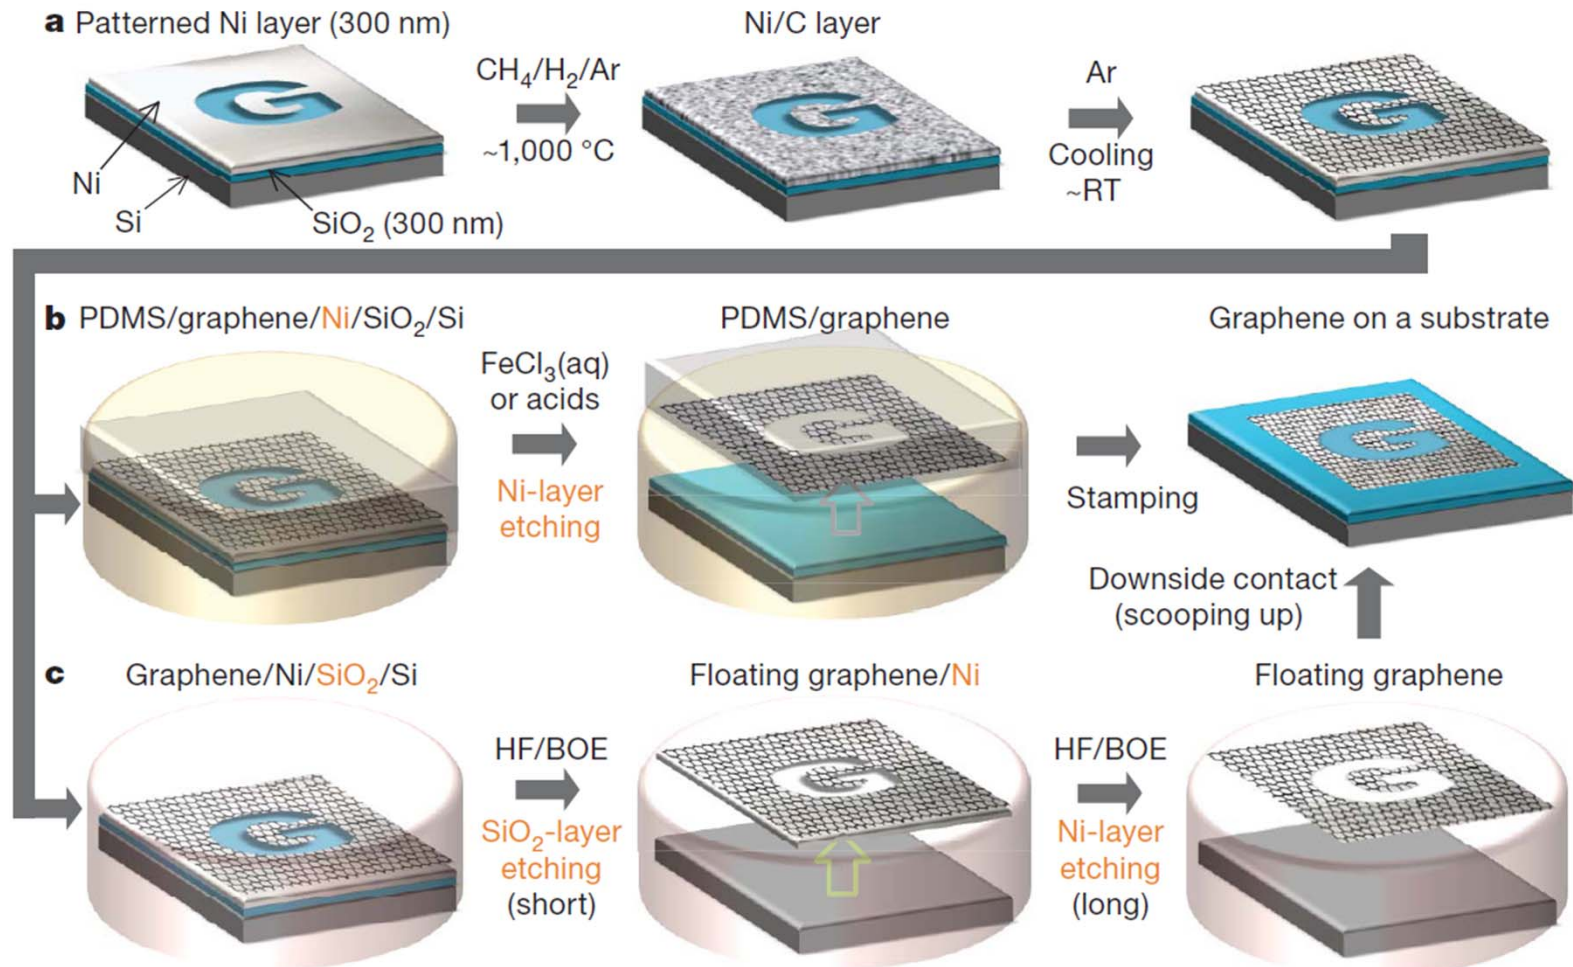 a Patterned Ni layer (300 nm)
Ni/C layer
CH₄/H₂/Ar
~1,000 °C
Ar
Cooling
~RT
Ni
Si
SiO₂ (300 nm)
G
G
G
b PDMS/graphene/Ni/SiO₂/Si
PDMS/graphene
Graphene on a substrate
FeCl₃(aq)
or acids
Ni-layer
etching
Stamping
G
G
G
Downside contact
(scooping up)
c Graphene/Ni/SiO₂/Si
Floating graphene/Ni
Floating graphene
HF/BOE
SiO₂-layer
etching
(short)
HF/BOE
Ni-layer
etching
(long)
G
G
G